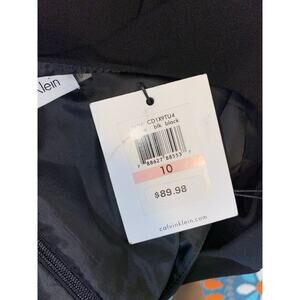 Klein
CD1X9TU4
blk black
10
$89.98
calvinklein.com